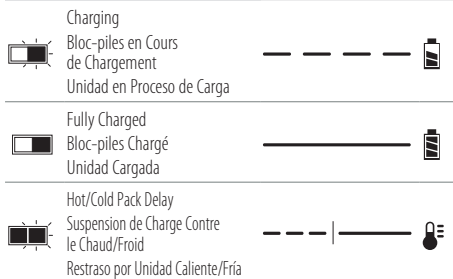 Charging
Bloc-piles en Cours
de Chargement
Unidad en Proceso de Carga
Fully Charged
Bloc-piles Chargé
Unidad Cargada
Hot/Cold Pack Delay
Suspension de Charge Contre
le Chaud/Froid
Restraso por Unidad Caliente/Fría